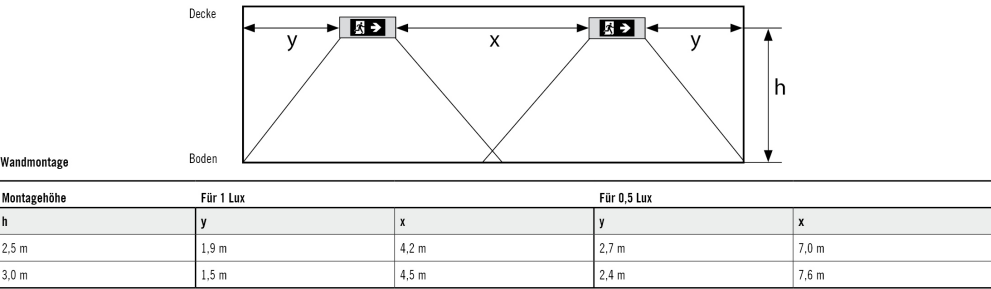 Decke
y x y
h
Boden
Wandmontage
Montagehöhe Für 1 Lux Für 0,5 Lux
h y x y x
2,5 m 1,9 m 4,2 m 2,7 m 7,0 m
3,0 m 1,5 m 4,5 m 2,4 m 7,6 m